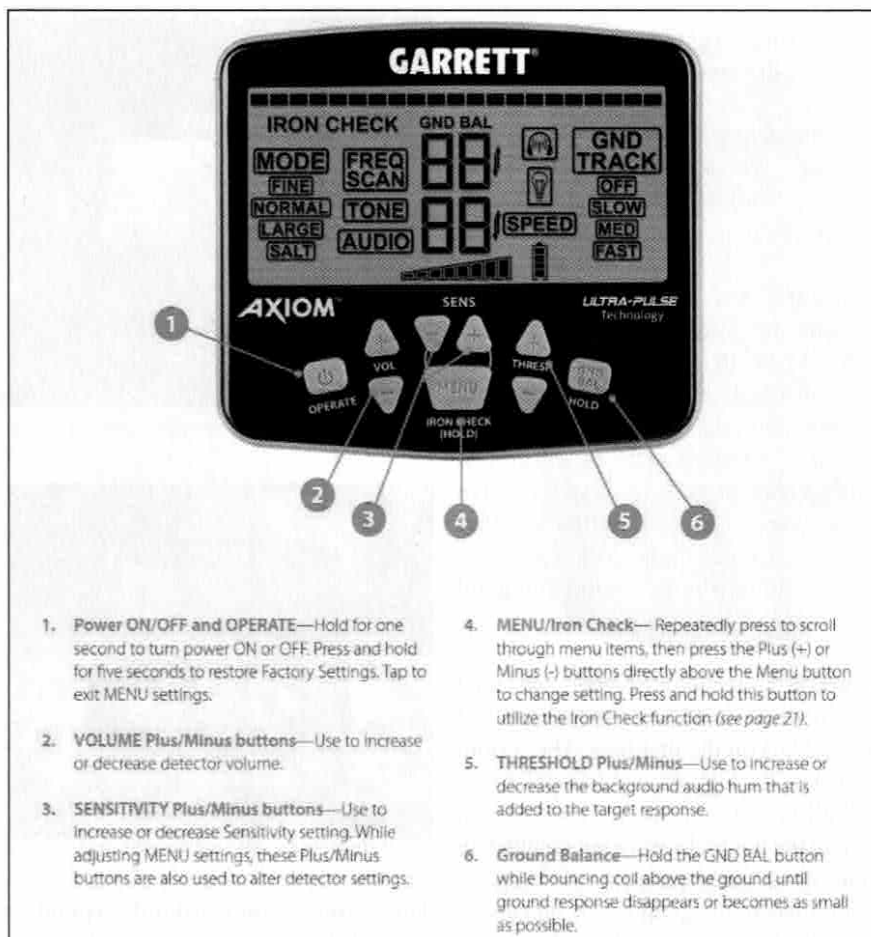 GARRETT®
IRON CHECK GND BAL
MODE FREQ SCAN GND TRACK
FINE OFF
NORMAL TONE SLOW
LARGE AUDIO SPEED MED
SALT FAST
SENS
AXIOM™ ULTRA-PULSE
Technology
VOL THRESH
OPERATE MENU GND BAL
IRON CHECK HOLD
(HOLD)
1
2
3
4
5
6
1. Power ON/OFF and OPERATE—Hold for one
second to turn power ON or OFF. Press and hold
for five seconds to restore Factory Settings. Tap to
exit MENU settings.
2. VOLUME Plus/Minus buttons—Use to increase
or decrease detector volume.
3. SENSITIVITY Plus/Minus buttons—Use to
increase or decrease Sensitivity setting. While
adjusting MENU settings, these Plus/Minus
buttons are also used to alter detector settings.
4. MENU/Iron Check— Repeatedly press to scroll
through menu items, then press the Plus (+) or
Minus (-) buttons directly above the Menu button
to change setting. Press and hold this button to
utilize the Iron Check function (see page 21).
5. THRESHOLD Plus/Minus—Use to increase or
decrease the background audio hum that is
added to the target response.
6. Ground Balance—Hold the GND BAL button
while bouncing coil above the ground until
ground response disappears or becomes as small
as possible.